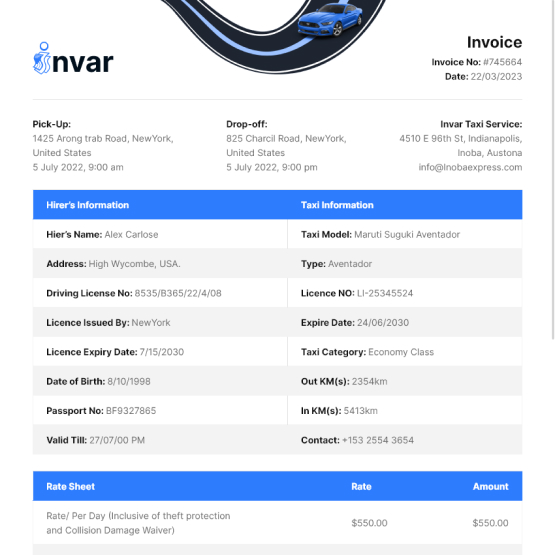 invar
Invoice
Invoice No: #745664
Date: 22/03/2023
Pick-Up:
1425 Arong trab Road, NewYork,
United States
5 July 2022, 9:00 am
Drop-off:
825 Charcil Road, NewYork,
United States
5 July 2022, 9:00 pm
Invar Taxi Service:
4510 E 96th St, Indianapolis,
Inoba, Austona
info@Inobaexpress.com
Hirer's Information
Taxi Information
Hier's Name: Alex Carlose
Taxi Model: Maruti Suguki Aventador
Address: High Wycombe, USA.
Type: Aventador
Driving License No: 8535/B365/22/4/08
Licence NO: LI-25345524
Licence Issued By: NewYork
Expire Date: 24/06/2030
Licence Expiry Date: 7/15/2030
Taxi Category: Economy Class
Date of Birth: 8/10/1998
Out KM(s): 2354km
Passport No: BF9327865
In KM(s): 5413km
Valid Till: 27/07/00 PM
Contact: +153 2554 3654
Rate Sheet
Rate
Amount
Rate/ Per Day (Inclusive of theft protection
and Collision Damage Waiver)
$550.00
$550.00